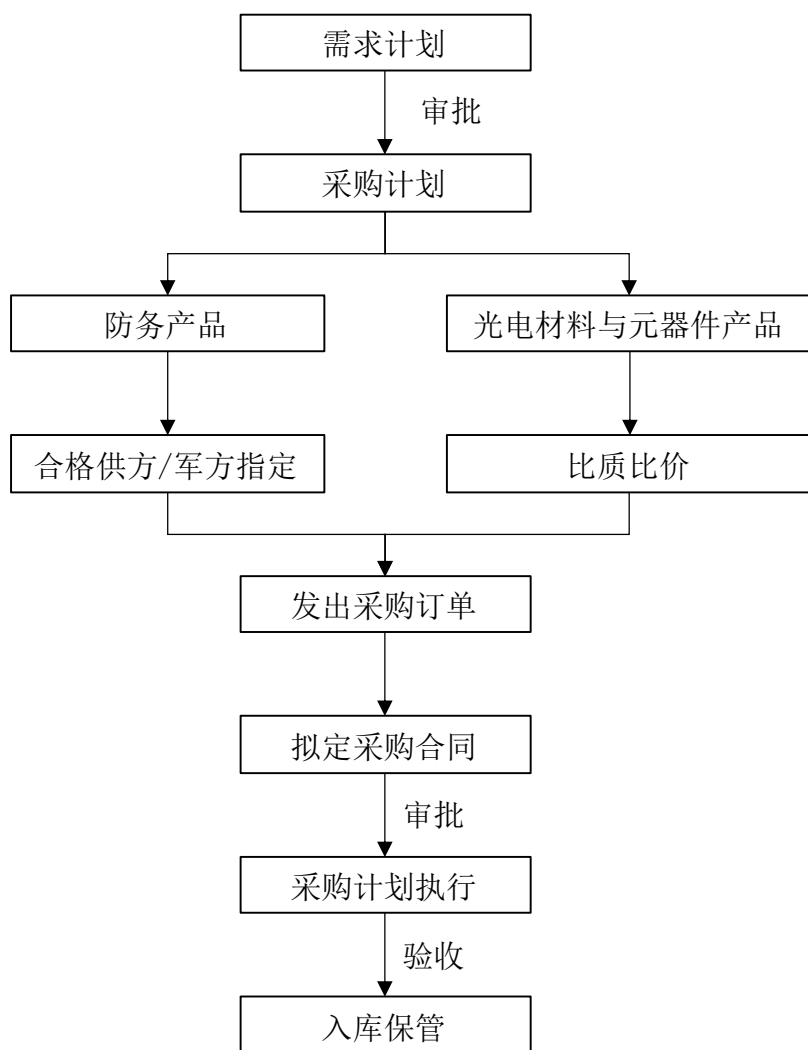 需求计划
审批
采购计划
防务产品
光电材料与元器件产品
合格供方/军方指定
比质比价
发出采购订单
拟定采购合同
审批
采购计划执行
验收
入库保管